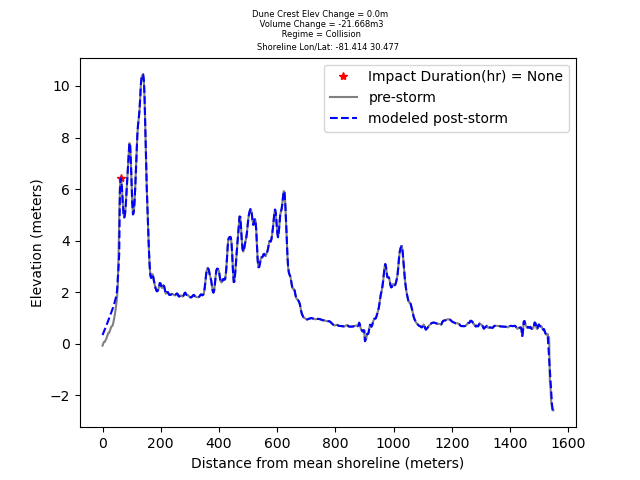 Dune Crest Elev Change = 0.0m
Volume Change = -21.668m3
Regime = Collision
Shoreline Lon/Lat: -81.414 30.477
Impact Duration(hr) = None
pre-storm
modeled post-storm
Elevation (meters)
10
8
6
4
2
0
−2
0 200 400 600 800 1000 1200 1400 1600
Distance from mean shoreline (meters)